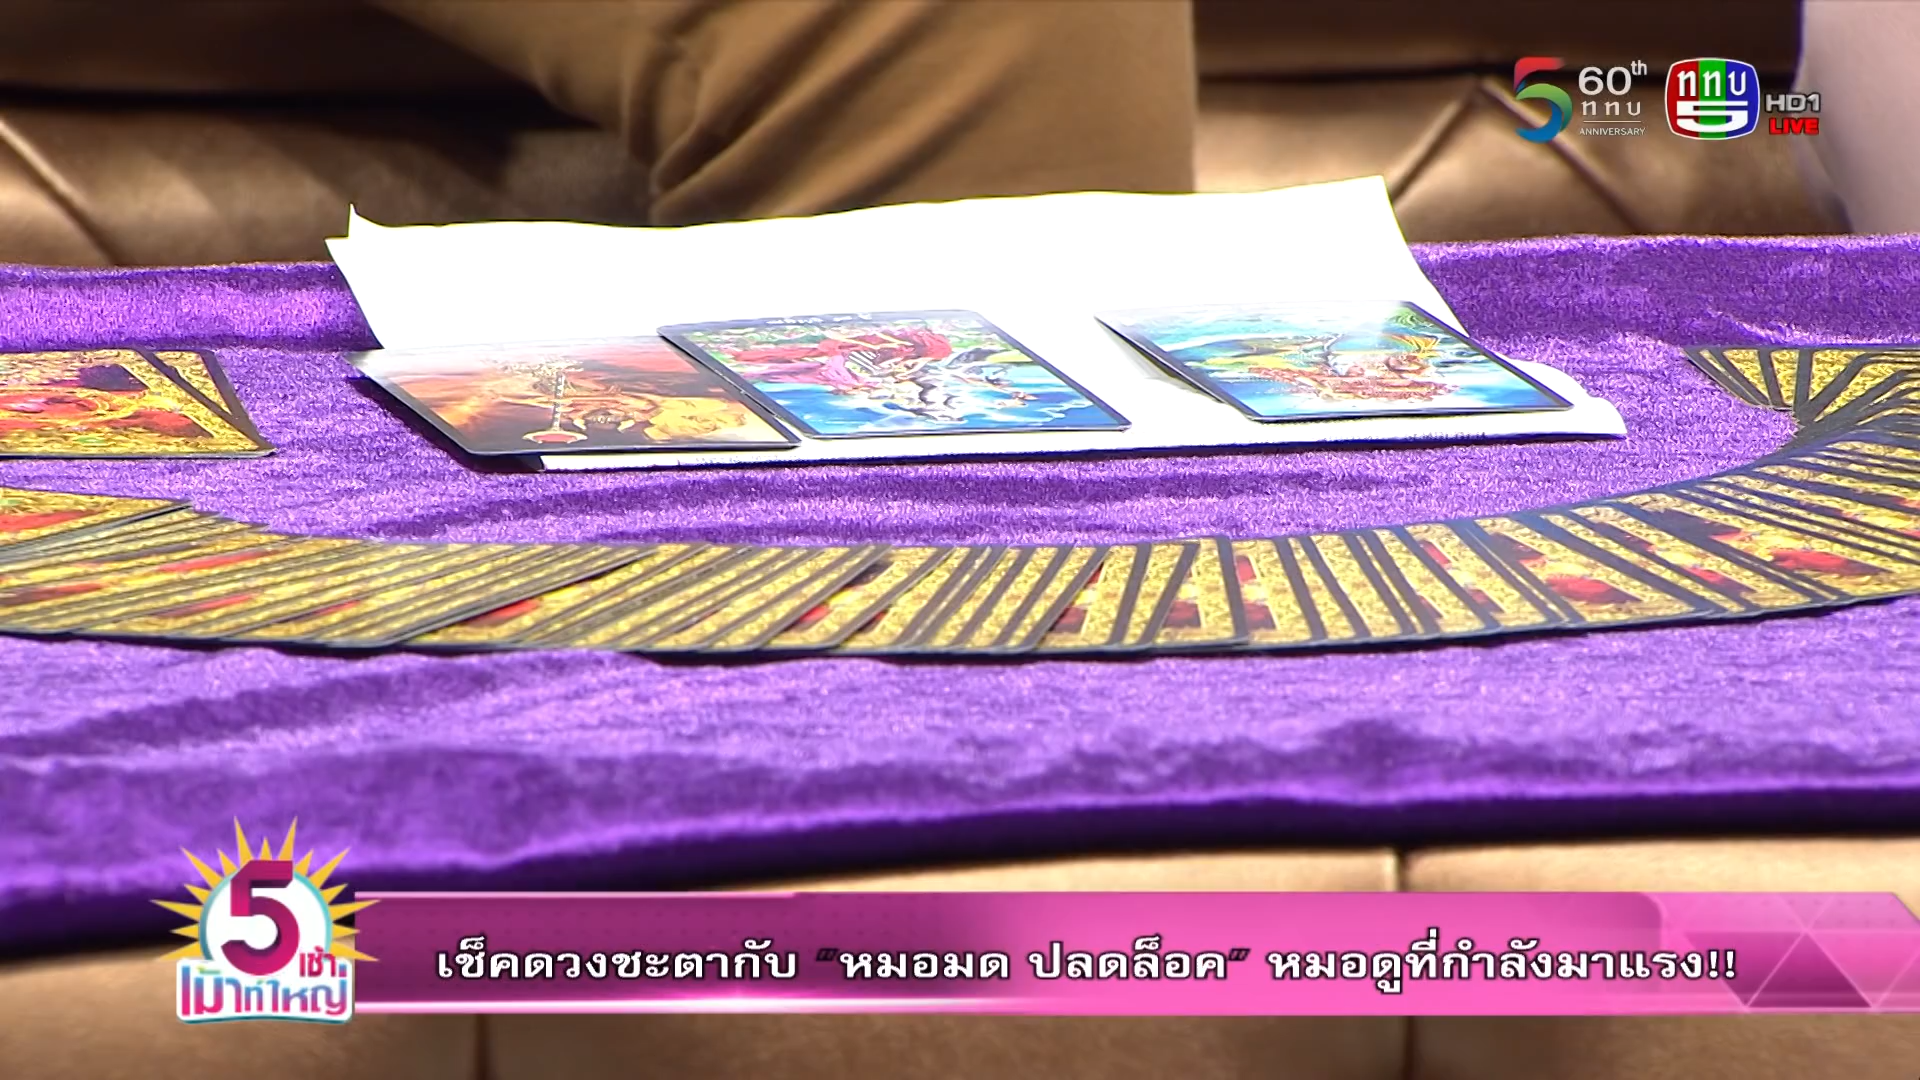 5 60th
ททบ
ANNIVERSARY
ททบ
5
HD1
LIVE
5
เช้า
เม้าท์ใหญ่
เช็คดวงชะตากับ "หมอมด ปลดล็อค" หมอดูที่กำลังมาแรง!!